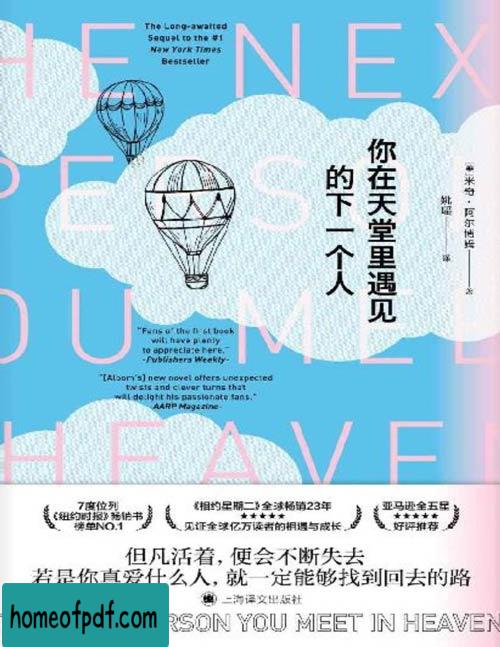 The Long-awaited
Sequel to the #1
New York Times
Bestseller
HE NEX
PERSO
OU MEE
HEAVE
你在天堂里遇见
的下一个人
[美]米奇·阿尔博姆——著
姚瑶——译
"Fans of the first book
will have plenty
to appreciate here."
-Publishers Weekly-
"[Albom's] new novel offers unexpected
twists and clever turns that
will delight his passionate fans."
AARP Magazine-
7度位列
《纽约时报》畅销书
榜单NO.1
《相约星期二》全球畅销23年
★★★★★
见证全球亿万读者的相遇与成长
亚马逊全五星
★★★★★
好评推荐
但凡活着，便会不断失去
若是你真爱什么人，就一定能够找到回去的路
上海译文出版社
RSON YOU MEET IN HEAVEN
homeofpdf.com